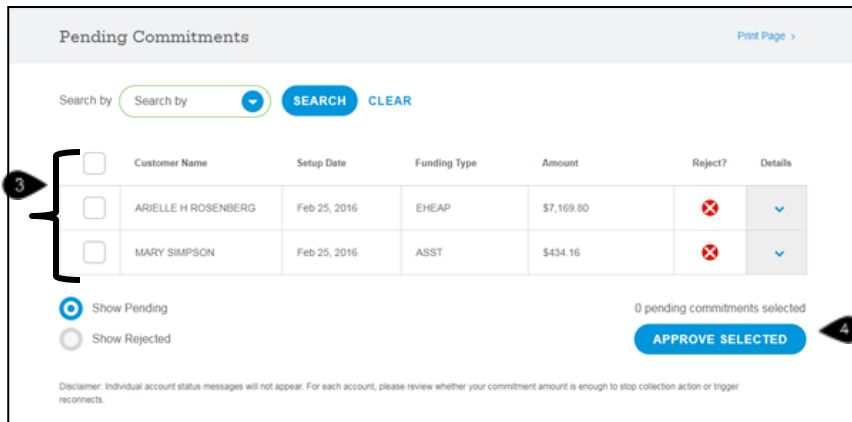 Pending Commitments
Print Page >
Search by Search by SEARCH CLEAR
Customer Name Setup Date Funding Type Amount Reject? Details
3
ARIELLE H ROSENBERG Feb 25, 2016 EHEAP $7,169.80
MARY SIMPSON Feb 25, 2016 ASST $434.16
Show Pending 0 pending commitments selected
Show Rejected APPROVE SELECTED 4
Disclaimer: Individual account status messages will not appear. For each account, please review whether your commitment amount is enough to stop collection action or trigger
reconnects.